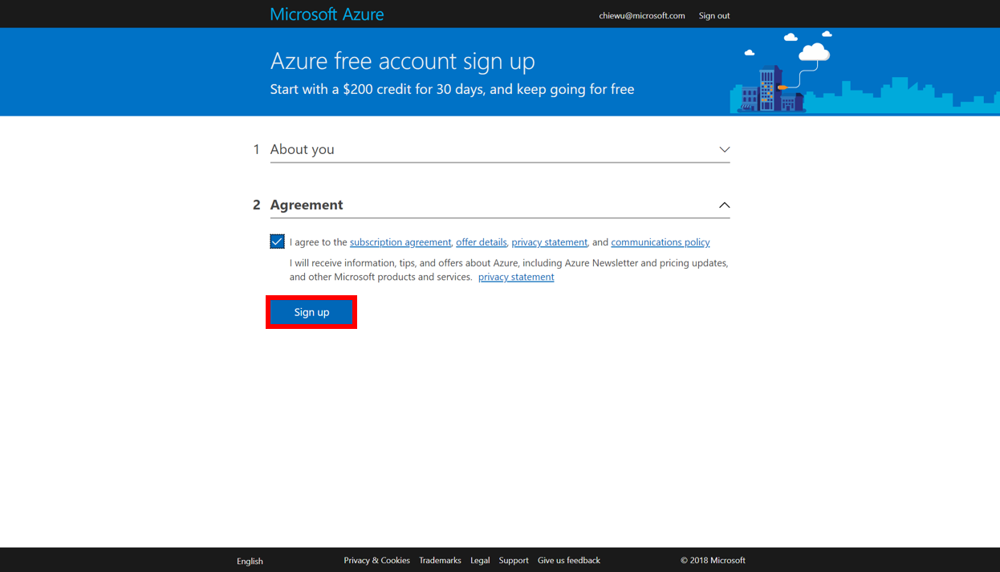 Microsoft Azure
chiewu@microsoft.com Sign out
Azure free account sign up
Start with a $200 credit for 30 days, and keep going for free
1 About you
2 Agreement
I agree to the subscription agreement, offer details, privacy statement, and communications policy
I will receive information, tips, and offers about Azure, including Azure Newsletter and pricing updates,
and other Microsoft products and services. privacy statement
Sign up
English Privacy & Cookies Trademarks Legal Support Give us feedback © 2018 Microsoft